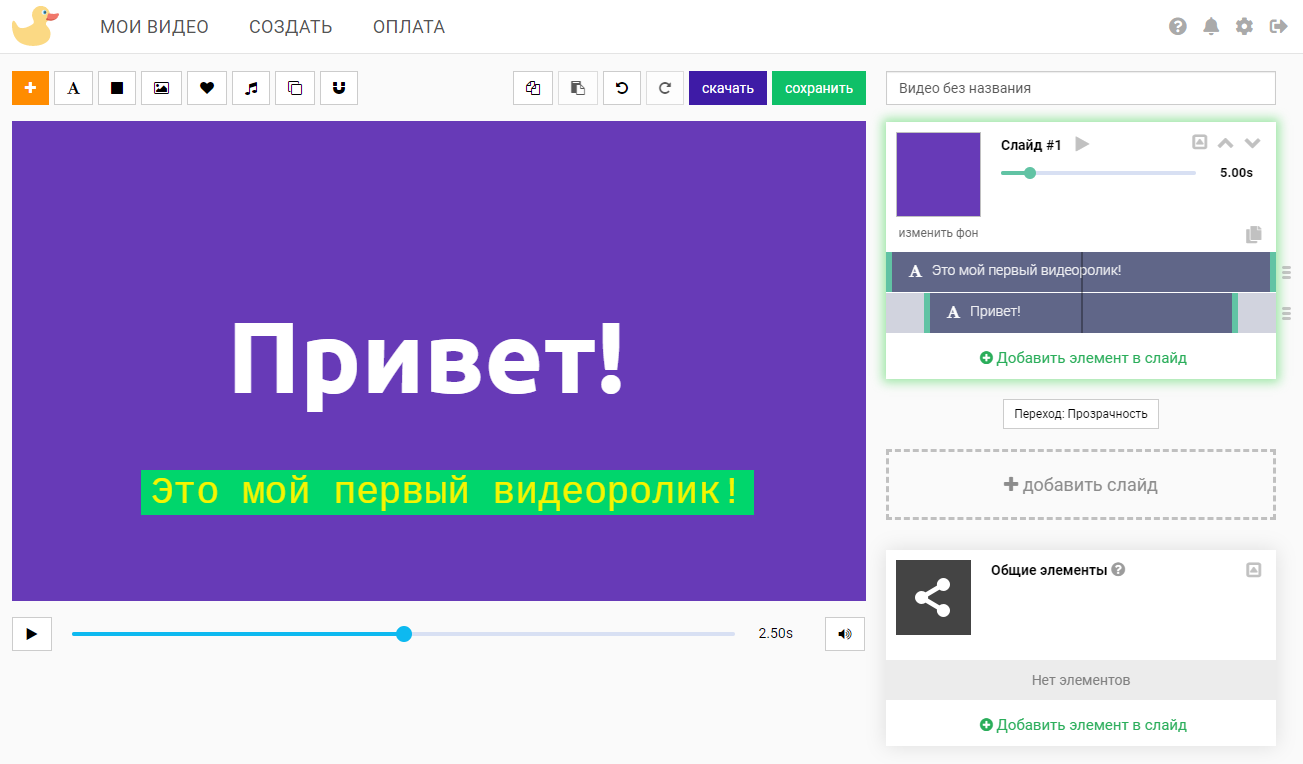 МОИ ВИДЕО СОЗДАТЬ ОПЛАТА
A скачать сохранить
Видео без названия
Слайд #1
5.00s
изменить фон
A Это мой первый видеоролик!
A Привет!
Добавить элемент в слайд
Переход: Прозрачность
добавить слайд
Общие элементы ?
Нет элементов
Добавить элемент в слайд
Привет!
Это мой первый видеоролик!
2.50s